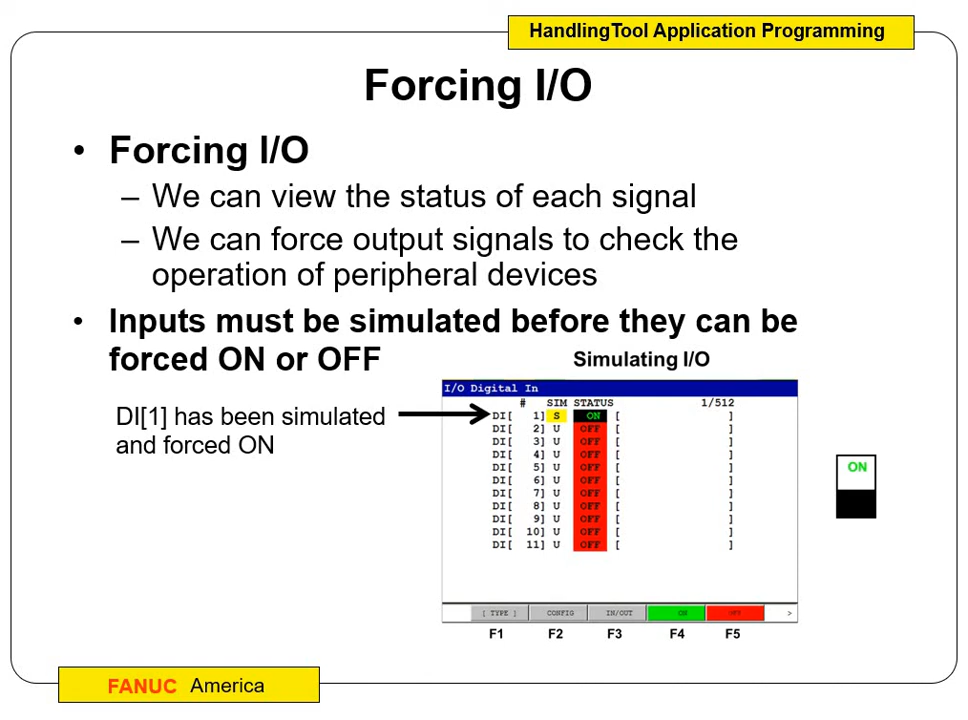 HandlingTool Application Programming
Forcing I/O
• Forcing I/O
– We can view the status of each signal
– We can force output signals to check the
operation of peripheral devices
• Inputs must be simulated before they can be
forced ON or OFF
Simulating I/O
DI[1] has been simulated
and forced ON
I/O Digital In
# SIM STATUS 1/512
DI[ 1] S ON [ ]
DI[ 2] U OFF [ ]
DI[ 3] U OFF [ ]
DI[ 4] U OFF [ ]
DI[ 5] U OFF [ ]
DI[ 6] U OFF [ ]
DI[ 7] U OFF [ ]
DI[ 8] U OFF [ ]
DI[ 9] U OFF [ ]
DI[ 10] U OFF [ ]
DI[ 11] U OFF [ ]
ON
[ TYPE ] CONFIG IN/OUT ON OFF >
F1 F2 F3 F4 F5
FANUC America